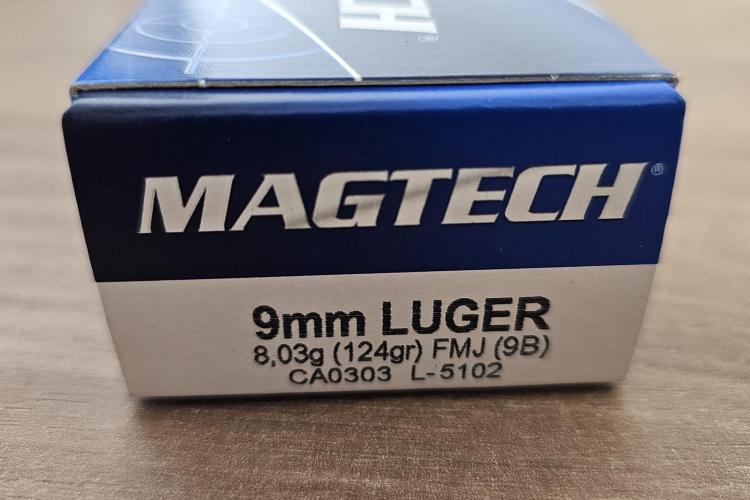 MAGTECH®
9mm LUGER
8,03g (124gr) FMJ (9B)
CA0303 L-5102